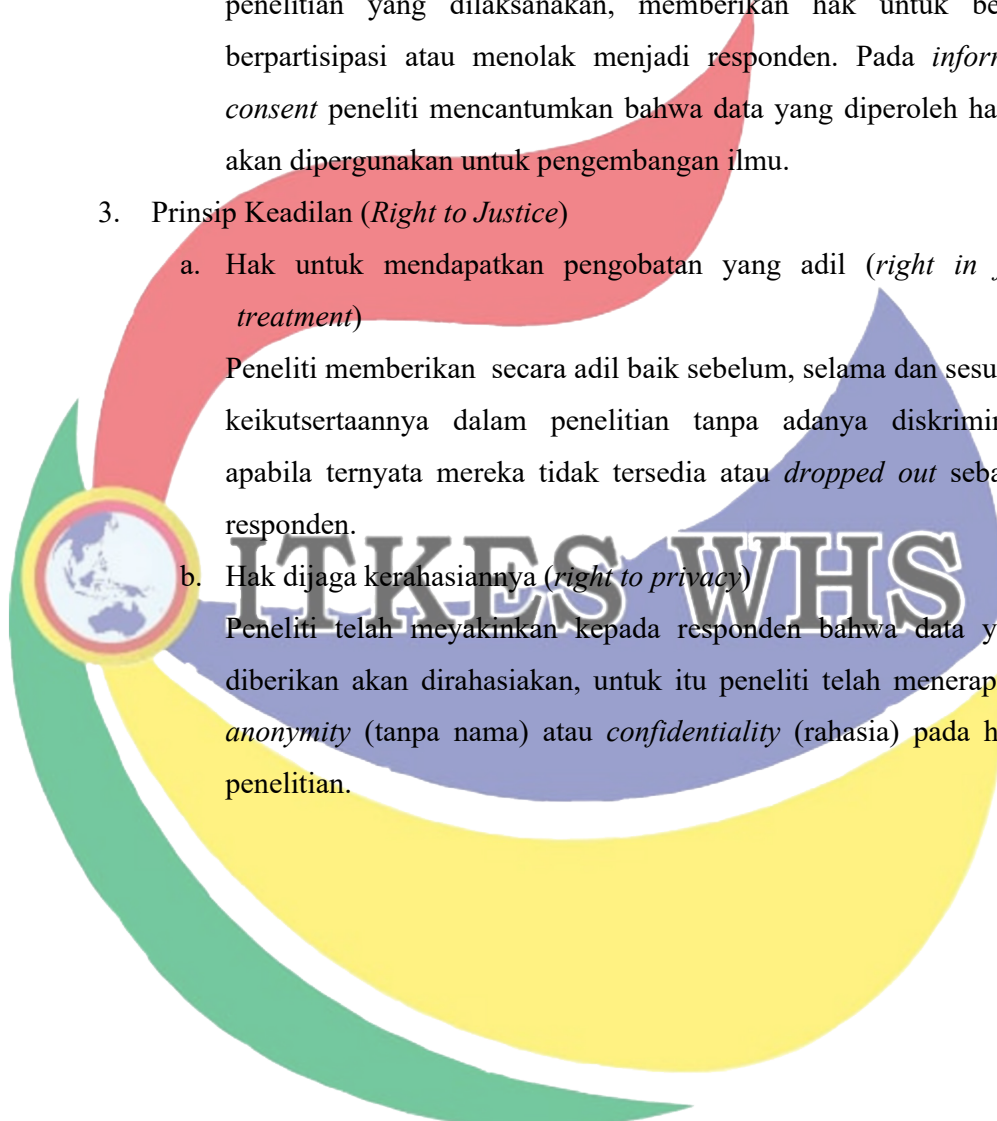 penelitian yang dilaksanakan, memberikan hak untuk be
berpartisipasi atau menolak menjadi responden. Pada inforr
consent peneliti mencantumkan bahwa data yang diperoleh ha
akan dipergunakan untuk pengembangan ilmu.
3. Prinsip Keadilan (Right to Justice)
a. Hak untuk mendapatkan pengobatan yang adil (right in
treatment)
Peneliti memberikan secara adil baik sebelum, selama dan sesu
keikutsertaannya dalam penelitian tanpa adanya diskrimin
apabila ternyata mereka tidak tersedia atau dropped out seba
responden.
ITKES WHS
b. Hak dijaga kerahasiannya (right to privacy)
Peneliti telah meyakinkan kepada responden bahwa data y
diberikan akan dirahasiakan, untuk itu peneliti telah menerap
anonymity (tanpa nama) atau confidentiality (rahasia) pada h
penelitian.